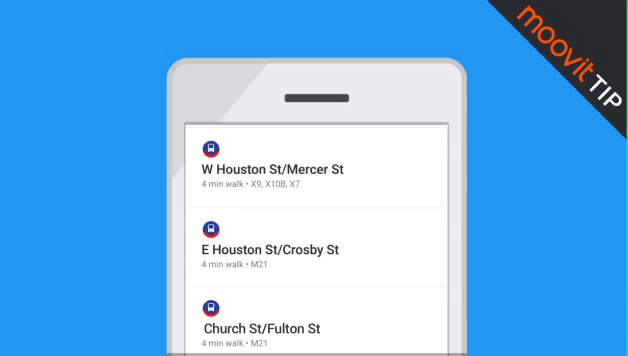 moovit TIP
W Houston St/Mercer St
4 min walk • X9, X10B, X7
E Houston St/Crosby St
4 min walk • M21
Church St/Fulton St
4 min walk • M21